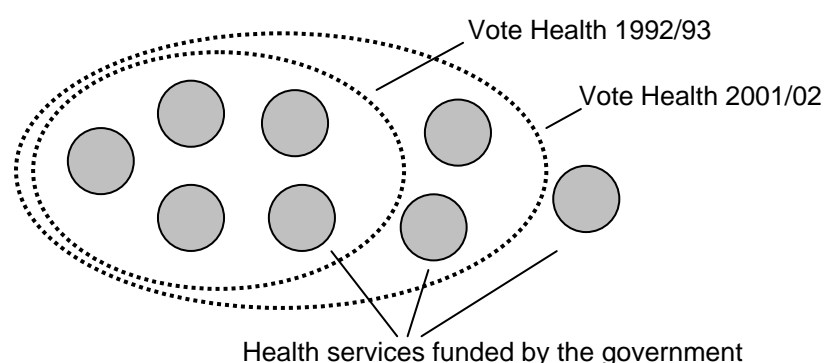 Vote Health 1992/93
Vote Health 2001/02
Health services funded by the government